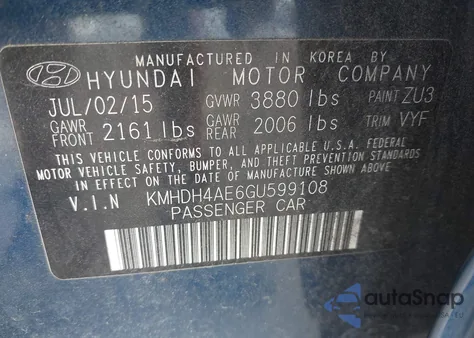 MANUFACTURED IN KOREA BY
HYUNDAI MOTOR COMPANY
JUL/02/15 GVWR 3880 lbs PAINT ZU3
GAWR FRONT 2161 lbs GAWR REAR 2006 lbs TRIM VYF
THIS VEHICLE CONFORMS TO ALL APPLICABLE U.S.A. FEDERAL
MOTOR VEHICLE SAFETY, BUMPER, AND THEFT PREVENTION STANDARDS
IN EFFECT ON THE DATE OF MANUFACTURE SHOWN ABOVE.
V.I.N KMHDH4AE6GU599108
PASSENGER CAR
autoSnap